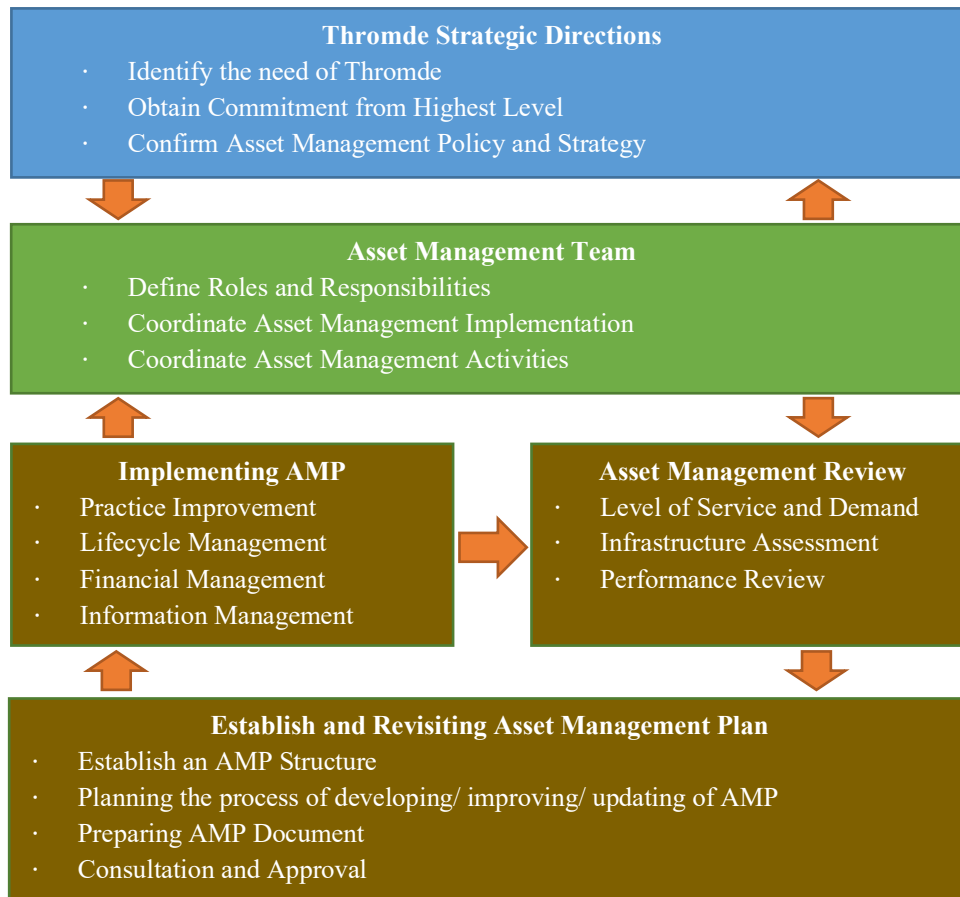 Thromde Strategic Directions
· Identify the need of Thromde
· Obtain Commitment from Highest Level
· Confirm Asset Management Policy and Strategy
Asset Management Team
· Define Roles and Responsibilities
· Coordinate Asset Management Implementation
· Coordinate Asset Management Activities
Implementing AMP
· Practice Improvement
· Lifecycle Management
· Financial Management
· Information Management
Asset Management Review
· Level of Service and Demand
· Infrastructure Assessment
· Performance Review
Establish and Revisiting Asset Management Plan
· Establish an AMP Structure
· Planning the process of developing/ improving/ updating of AMP
· Preparing AMP Document
· Consultation and Approval